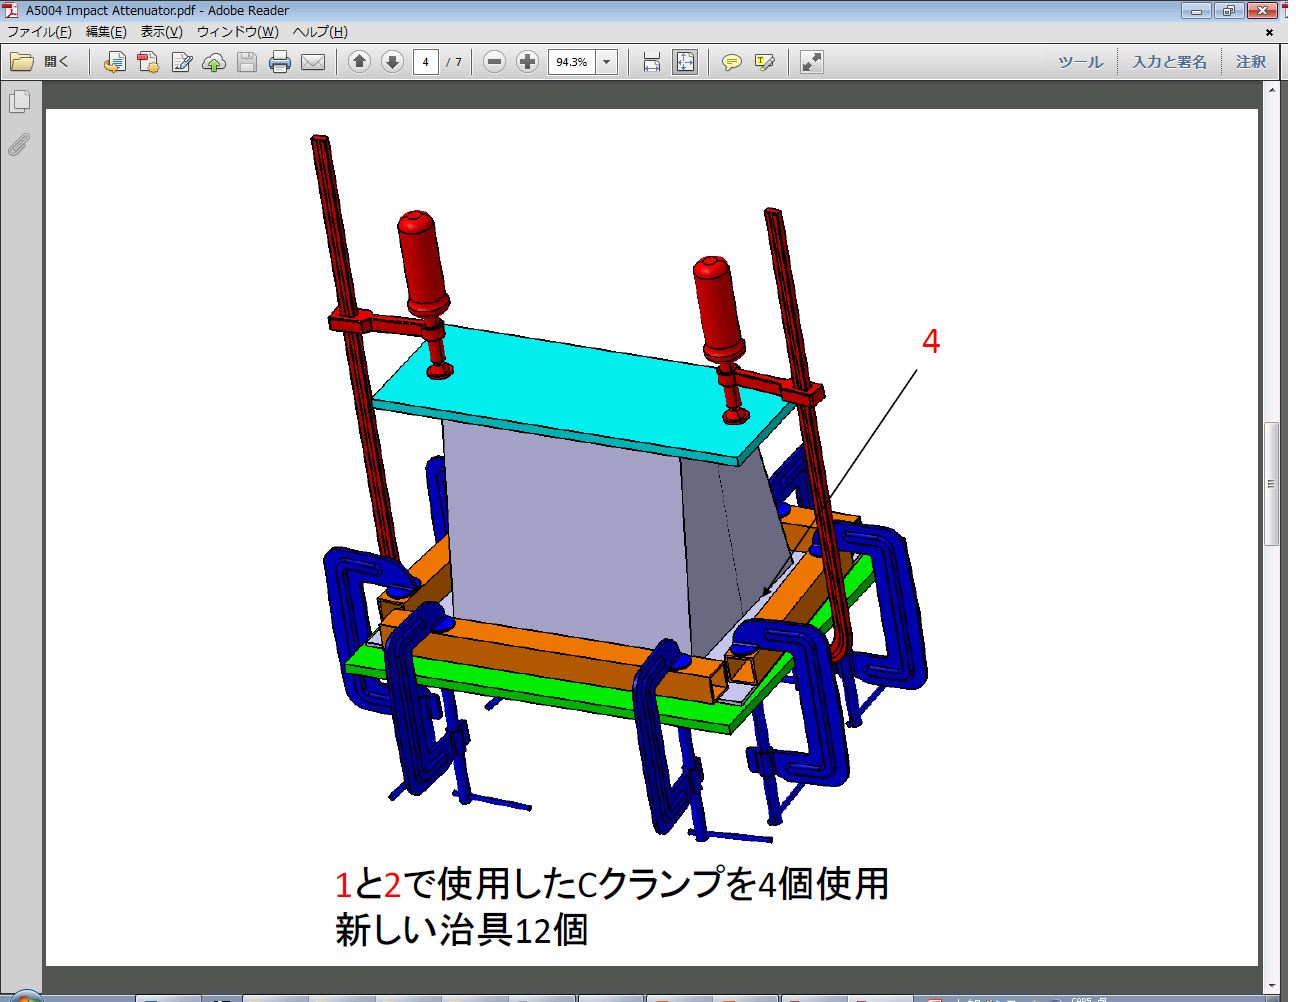 A5004 Impact Attenuator.pdf - Adobe Reader
ファイル(F) 編集(E) 表示(V) ウィンドウ(W) ヘルプ(H)
開く 4 / 7 94.3% ツール 入力と署名 注釈
4
1と2で使用したCクランプを4個使用
新しい治具12個